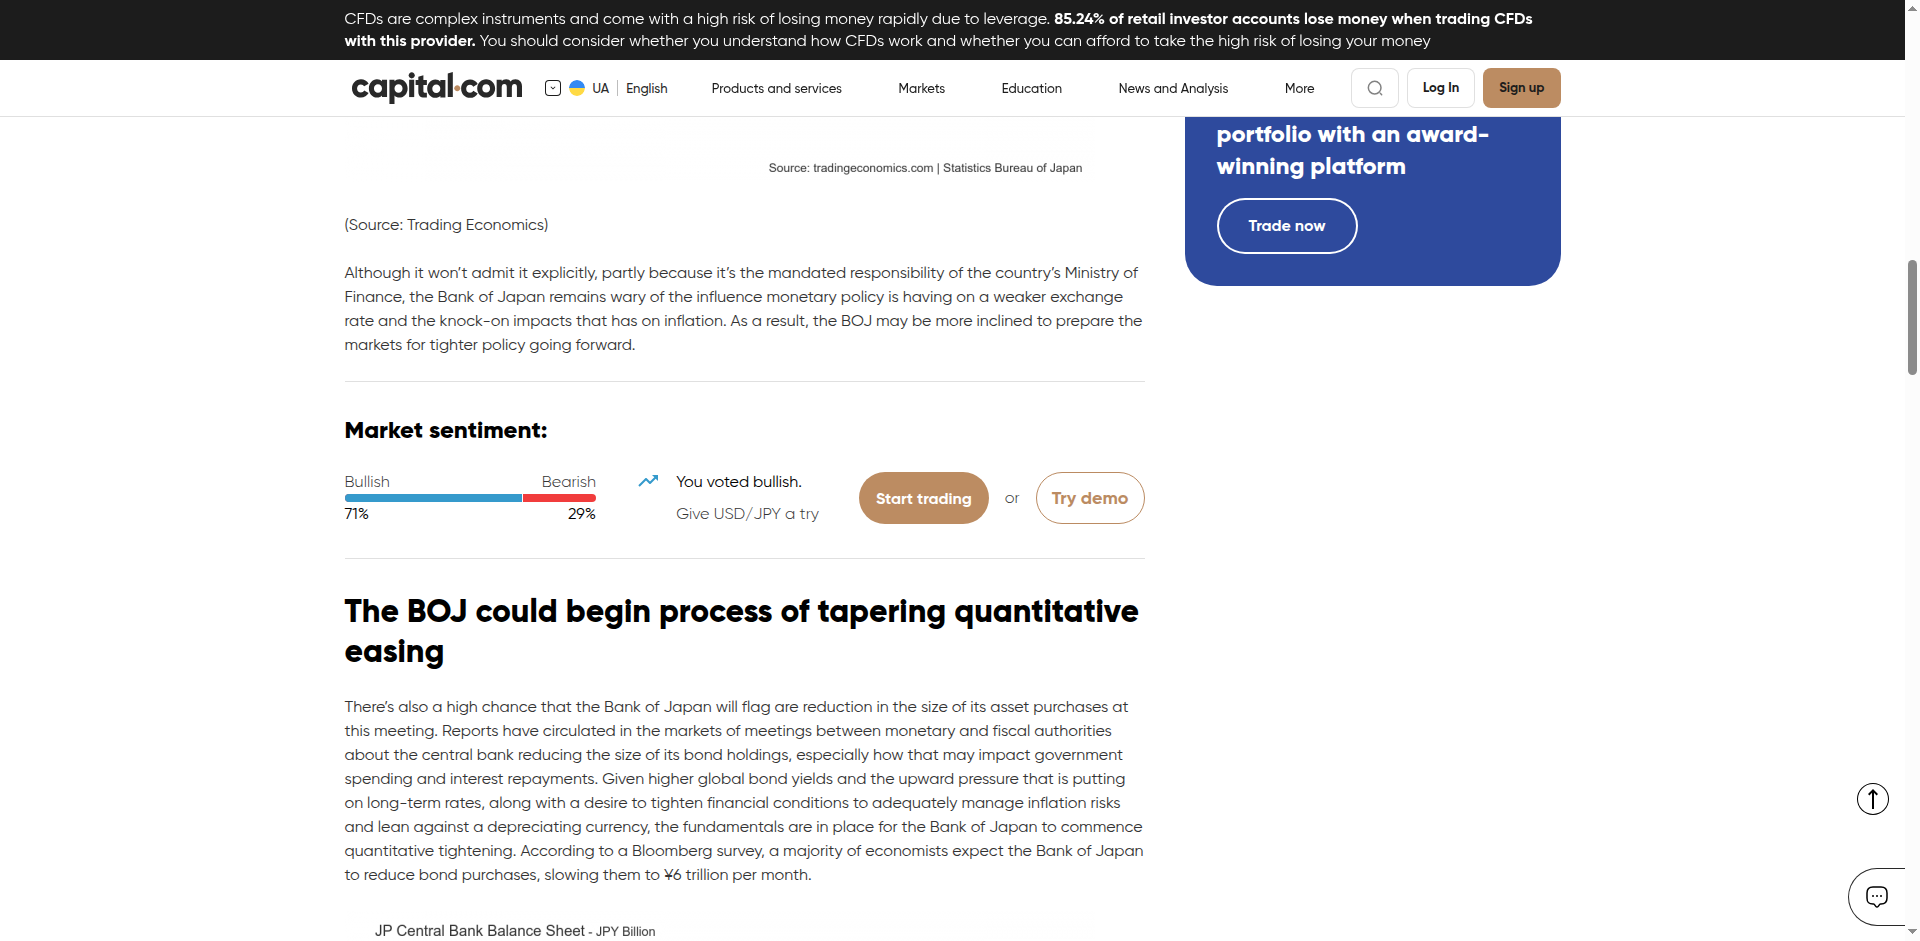 CFDs are complex instruments and come with a high risk of losing money rapidly due to leverage. 85.24% of retail investor accounts lose money when trading CFDs
with this provider. You should consider whether you understand how CFDs work and whether you can afford to take the high risk of losing your money
capital.com
UA | English
Products and services
Markets
Education
News and Analysis
More
Log In
Sign up
portfolio with an award-
winning platform
Trade now
Source: tradingeconomics.com | Statistics Bureau of Japan
(Source: Trading Economics)
Although it won’t admit it explicitly, partly because it’s the mandated responsibility of the country’s Ministry of
Finance, the Bank of Japan remains wary of the influence monetary policy is having on a weaker exchange
rate and the knock-on impacts that has on inflation. As a result, the BOJ may be more inclined to prepare the
markets for tighter policy going forward.
Market sentiment:
Bullish Bearish
71% 29%
You voted bullish.
Give USD/JPY a try
Start trading or Try demo
The BOJ could begin process of tapering quantitative
easing
There’s also a high chance that the Bank of Japan will flag are reduction in the size of its asset purchases at
this meeting. Reports have circulated in the markets of meetings between monetary and fiscal authorities
about the central bank reducing the size of its bond holdings, especially how that may impact government
spending and interest repayments. Given higher global bond yields and the upward pressure that is putting
on long-term rates, along with a desire to tighten financial conditions to adequately manage inflation risks
and lean against a depreciating currency, the fundamentals are in place for the Bank of Japan to commence
quantitative tightening. According to a Bloomberg survey, a majority of economists expect the Bank of Japan
to reduce bond purchases, slowing them to ¥6 trillion per month.
JP Central Bank Balance Sheet - JPY Billion